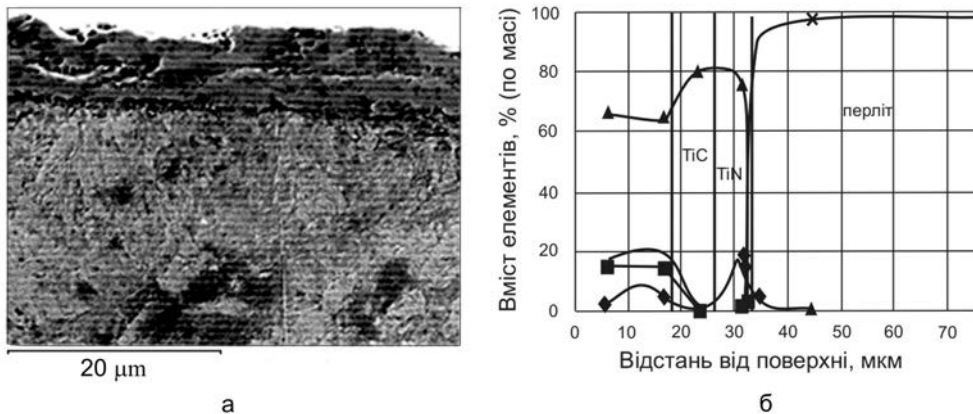 20 μm
а
Вміст елементів, % (по масі)
100
80
60
40
20
0
TiC
TiN
перліт
0 10 20 30 40 50 60 70
Відстань від поверхні, мкм
б